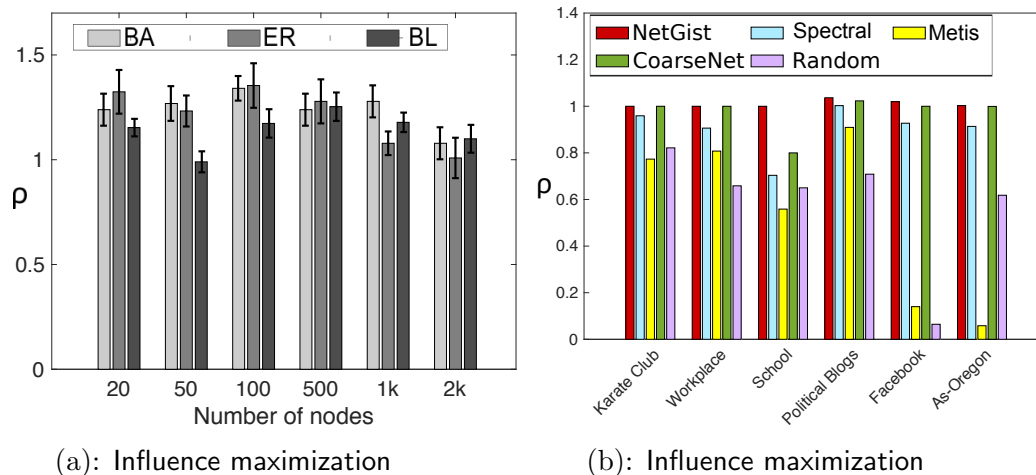 BA ER BL
1.5
1
0.5
0
ρ
20 50 100 500 1k 2k
Number of nodes
(a): Influence maximization
NetGist Spectral Metis
CoarseNet Random
1.4
1.2
1
0.8
0.6
0.4
0.2
0
ρ
Karate Club
Workplace
School
Political Blogs
Facebook
As-Oregon
(b): Influence maximization